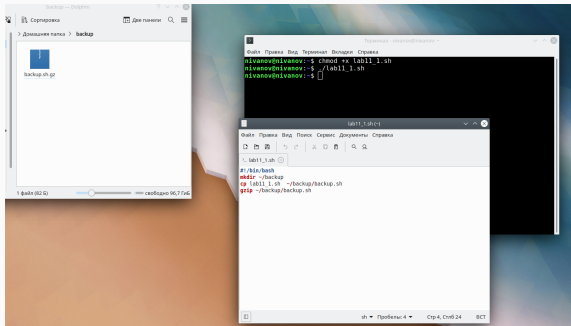 backup — Dolphin
Сортировка
Две панели
Домашняя папка > backup
backup.sh.gz
1 файл (82 Б)
свободно 96,7 ГиБ
Файл Правка Вид Терминал Вкладки Справка
nivanov@nivanov:~$ chmod +x lab11_1.sh
nivanov@nivanov:~$ ./lab11_1.sh
nivanov@nivanov:~$
lab11_1.sh (~)
Файл Правка Вид Поиск Сервис Документы Справка
lab11_1.sh
#!/bin/bash
mkdir ~/backup
cp lab11_1.sh ~/backup/backup.sh
gzip ~/backup/backup.sh
sh Пробелы: 4 Стр 4, Стлб 24 ВСТ